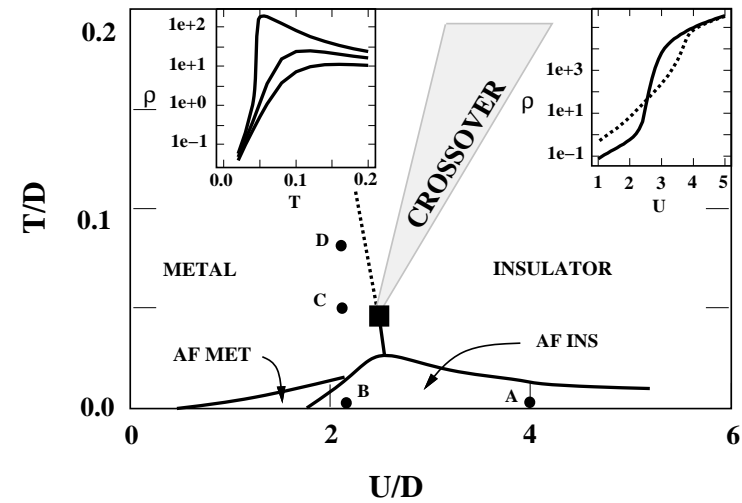 0.2
T/D
0.1
0.0
0
2
4
6
U/D
1e+2
1e+1
ρ
1e+0
1e−1
0.0
0.1
0.2
T
1e+3
ρ
1e+1
1e−1
1
2
3
4
5
U
CROSSOVER
D
METAL
INSULATOR
C
AF MET
AF INS
B
A